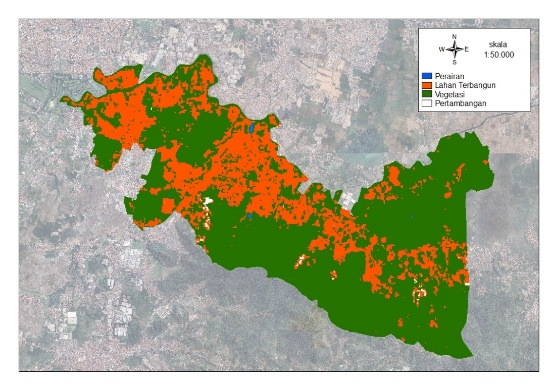 N
W E
S
skala
1:50.000
Perairan
Lahan Terbangun
Vegetasi
Pertambangan